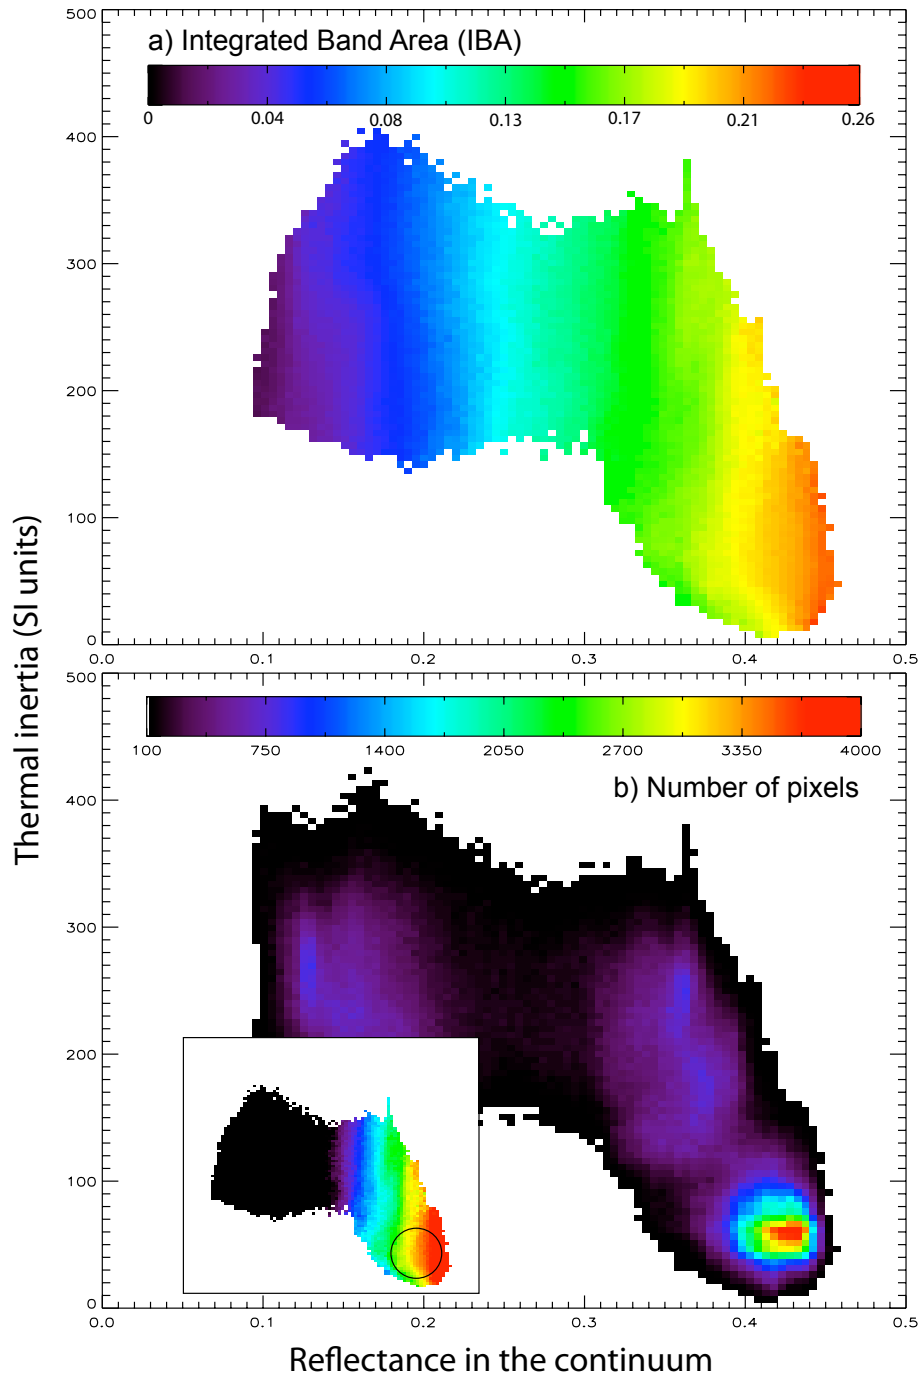 500
a) Integrated Band Area (IBA)
0 0.04 0.08 0.13 0.17 0.21 0.26
400
300
200
100
0
0.0 0.1 0.2 0.3 0.4 0.5
Thermal inertia (SI units)
500
100 750 1400 2050 2700 3350 4000
b) Number of pixels
400
300
200
100
0
0.0 0.1 0.2 0.3 0.4 0.5
Reflectance in the continuum